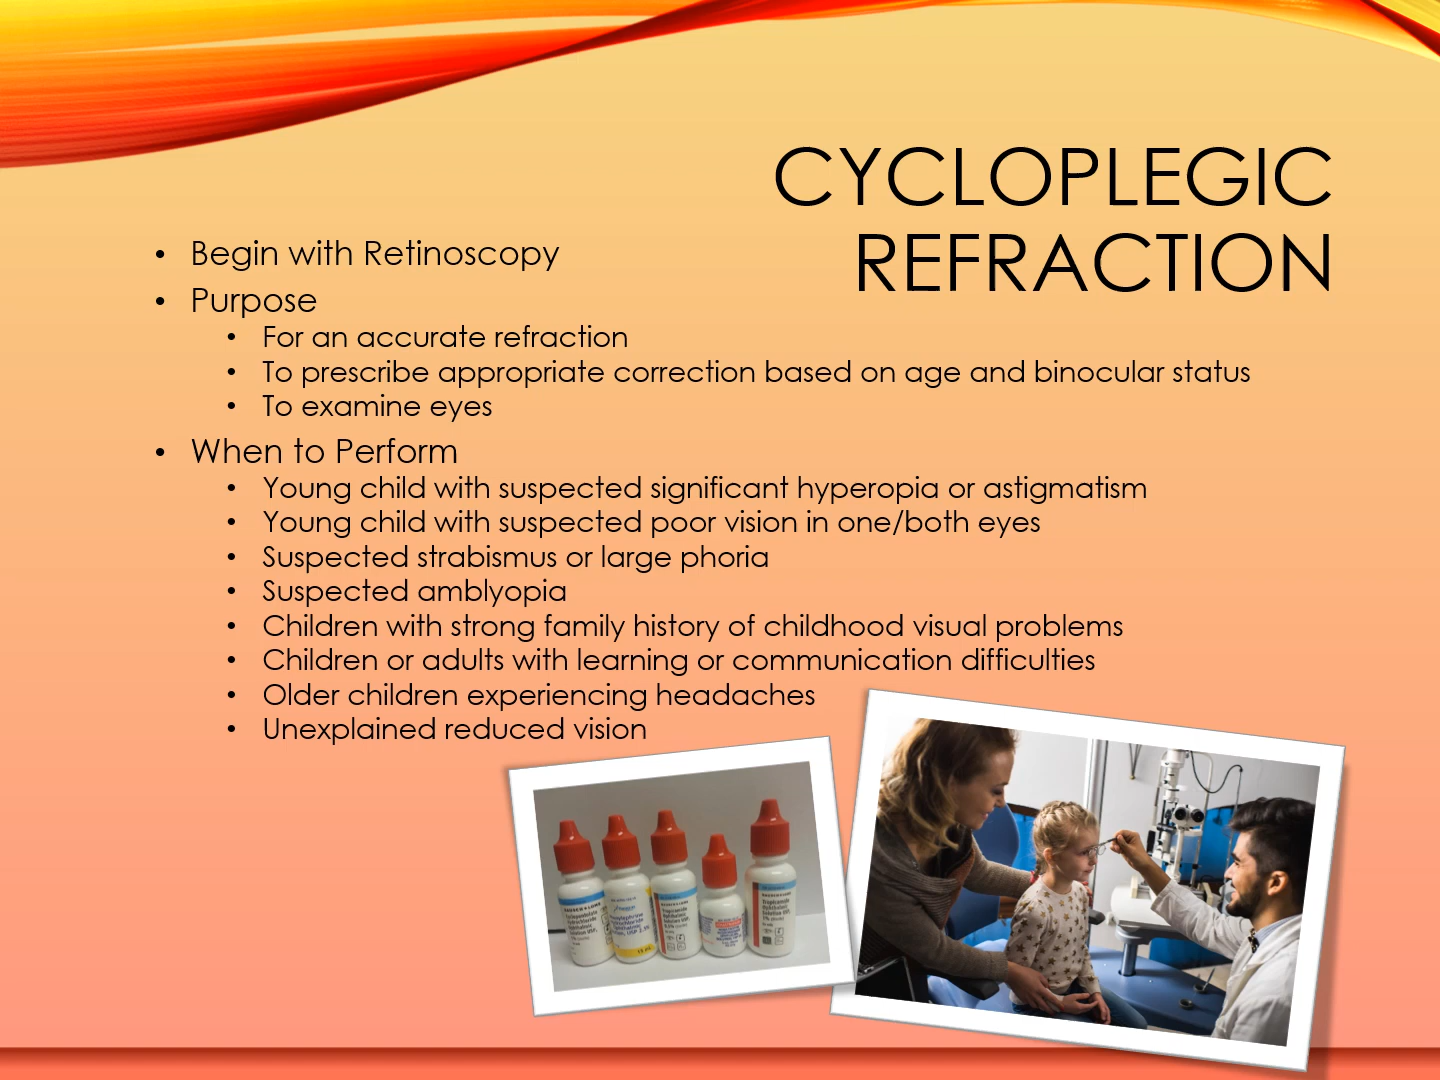 CYCLOPLEGIC
REFRACTION
• Begin with Retinoscopy
• Purpose
• For an accurate refraction
• To prescribe appropriate correction based on age and binocular status
• To examine eyes
• When to Perform
• Young child with suspected significant hyperopia or astigmatism
• Young child with suspected poor vision in one/both eyes
• Suspected strabismus or large phoria
• Suspected amblyopia
• Children with strong family history of childhood visual problems
• Children or adults with learning or communication difficulties
• Older children experiencing headaches
• Unexplained reduced vision